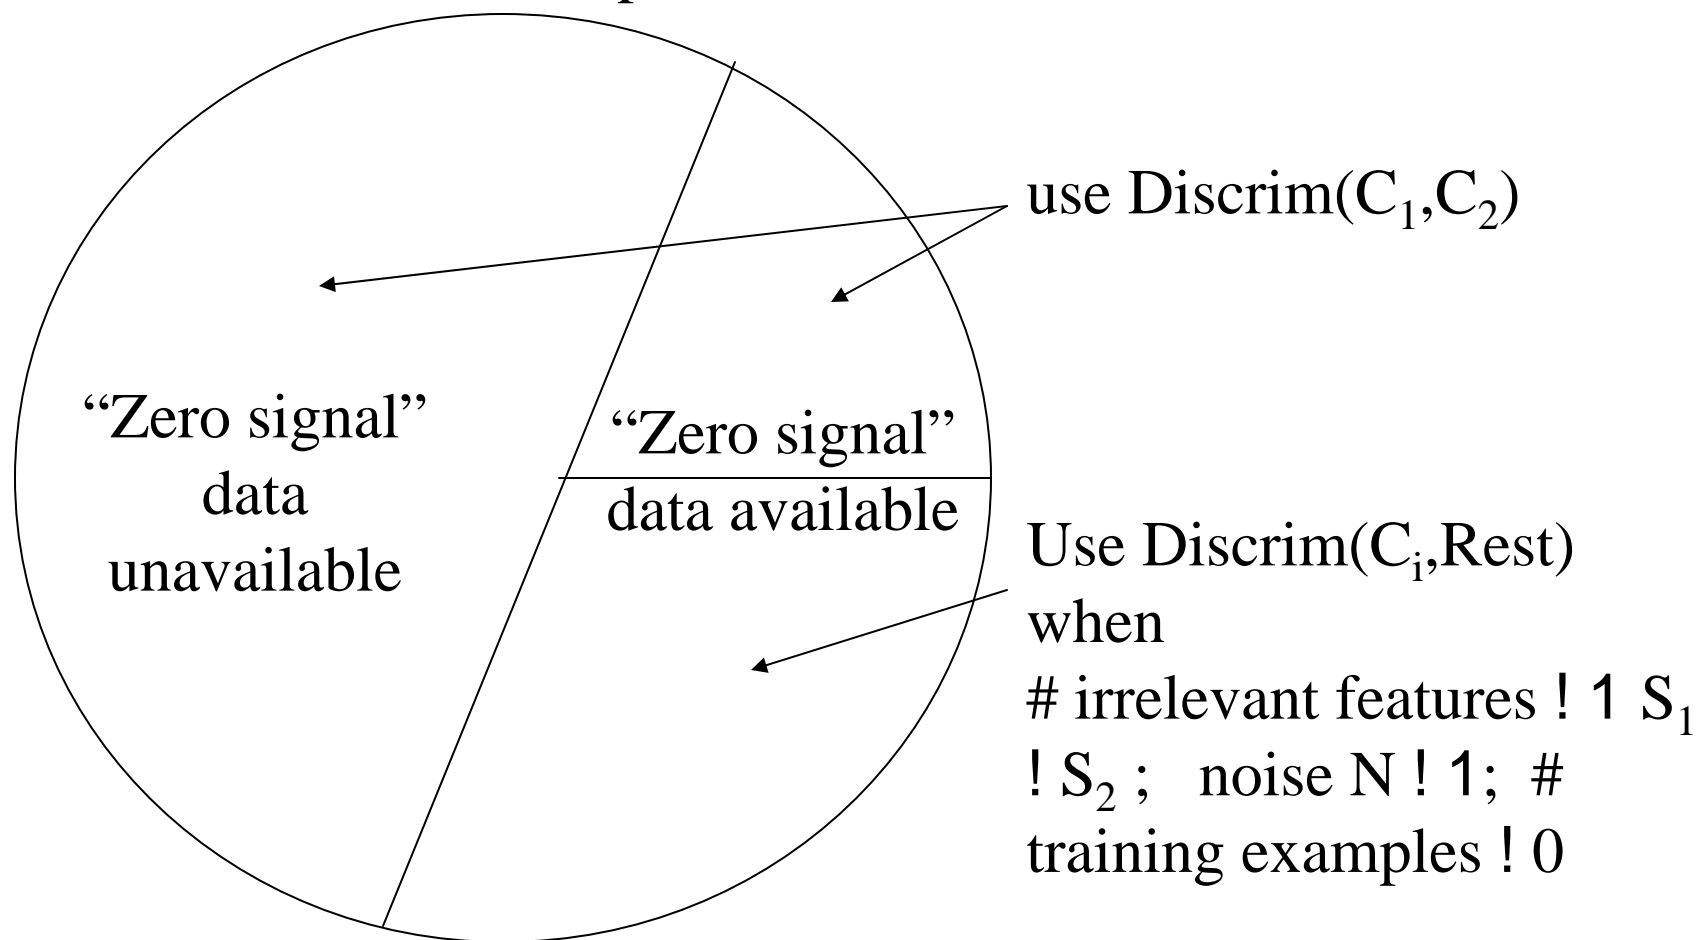 use Discrim(C1,C2)
“Zero signal”
data
unavailable
“Zero signal”
data available
Use Discrim(Ci,Rest)
when
# irrelevant features ! 1 S1
! S2 ; noise N ! 1; #
training examples ! 0